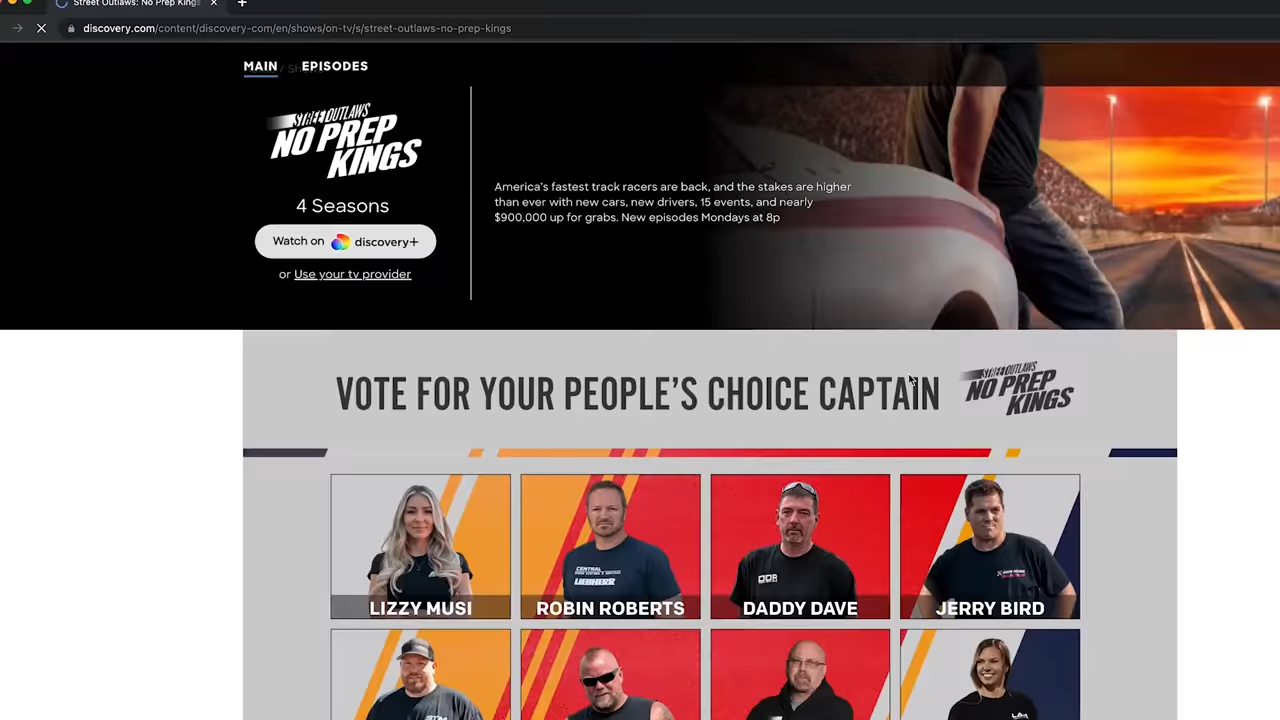 Street Outlaws: No Prep Kings
discovery.com/content/discovery-com/en/shows/on-tv/s/street-outlaws-no-prep-kings
MAIN
EPISODES
STREET OUTLAWS
NO PREP
KINGS
4 Seasons
Watch on discovery+
or Use your tv provider
America's fastest track racers are back, and the stakes are higher
than ever with new cars, new drivers, 15 events, and nearly
$900,000 up for grabs. New episodes Mondays at 8p
VOTE FOR YOUR PEOPLE'S CHOICE CAPTAIN
STREET OUTLAWS
NO PREP
KINGS
CENTRAL
LIEBHERR
DDR
LIZZY MUSI
ROBIN ROBERTS
DADDY DAVE
JERRY BIRD